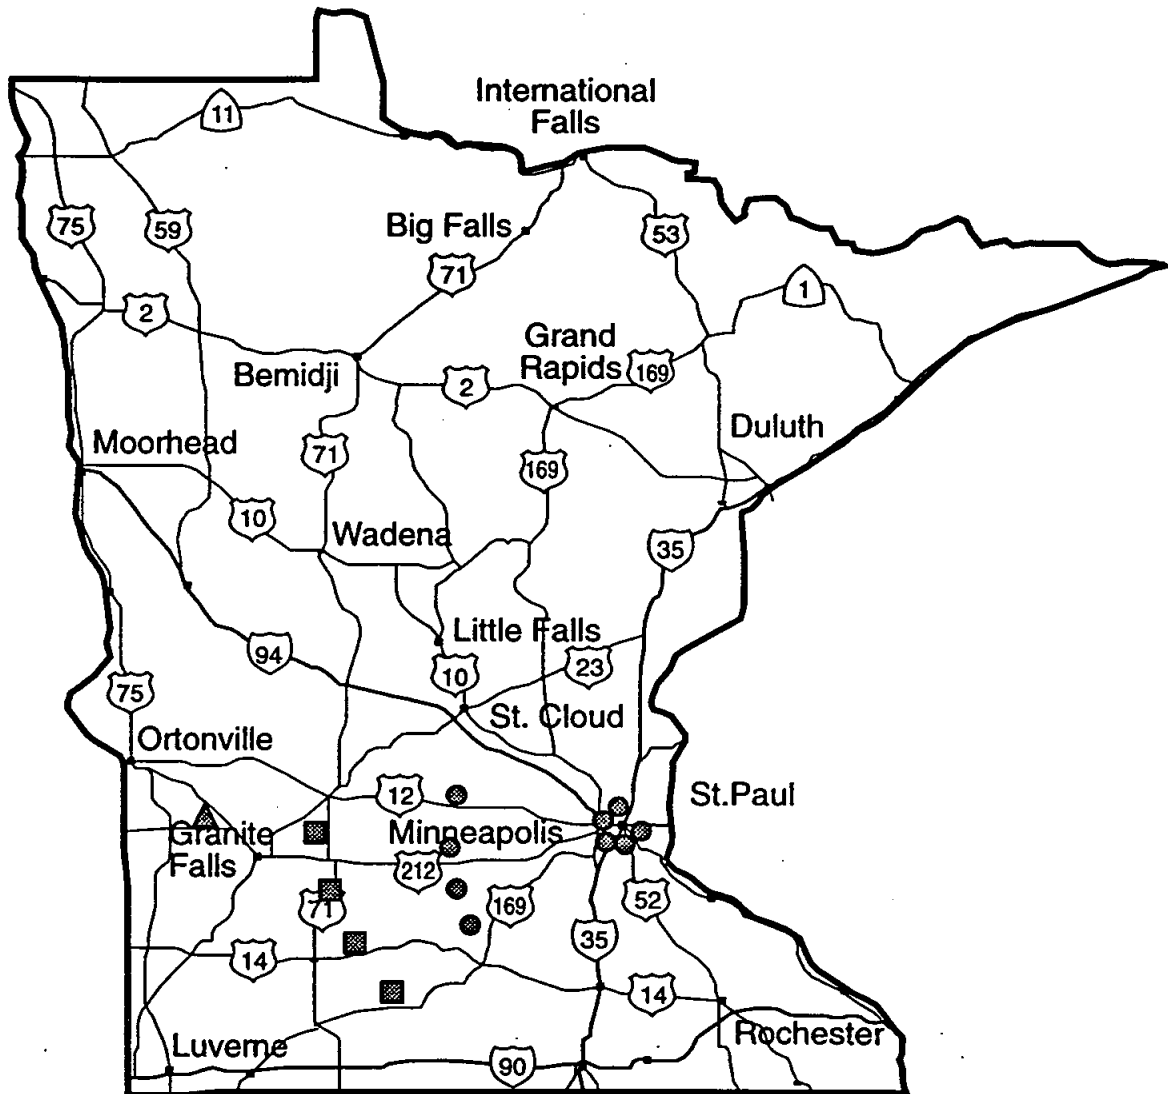 International
Falls
11
75
59
Big Falls
53
71
1
2
Grand
Rapids
169
Bemidji
2
Duluth
Moorhead
71
169
10
Wadena
35
Little Falls
94
10
23
75
St. Cloud
Ortonville
12
St.Paul
Granite
Falls
Minneapolis
212
71
169
52
35
14
14
Rochester
Luverne
90